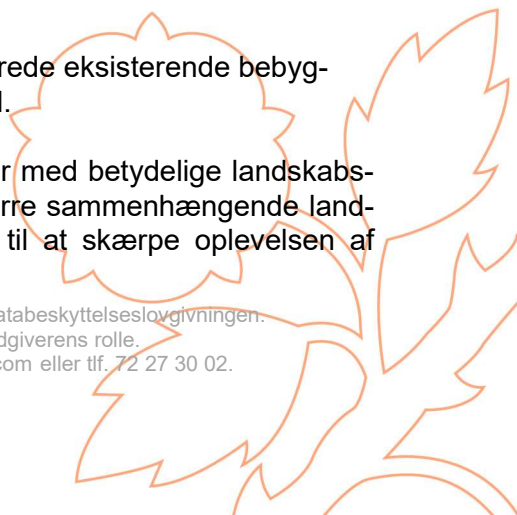 rede eksisterende bebyg-
r med betydelige landskabs-
rre sammenhængende land-
til at skærpe oplevelsen af
atabeskyttelseslovgivningen.
dgiverens rolle.
com eller tlf. 72 27 30 02.